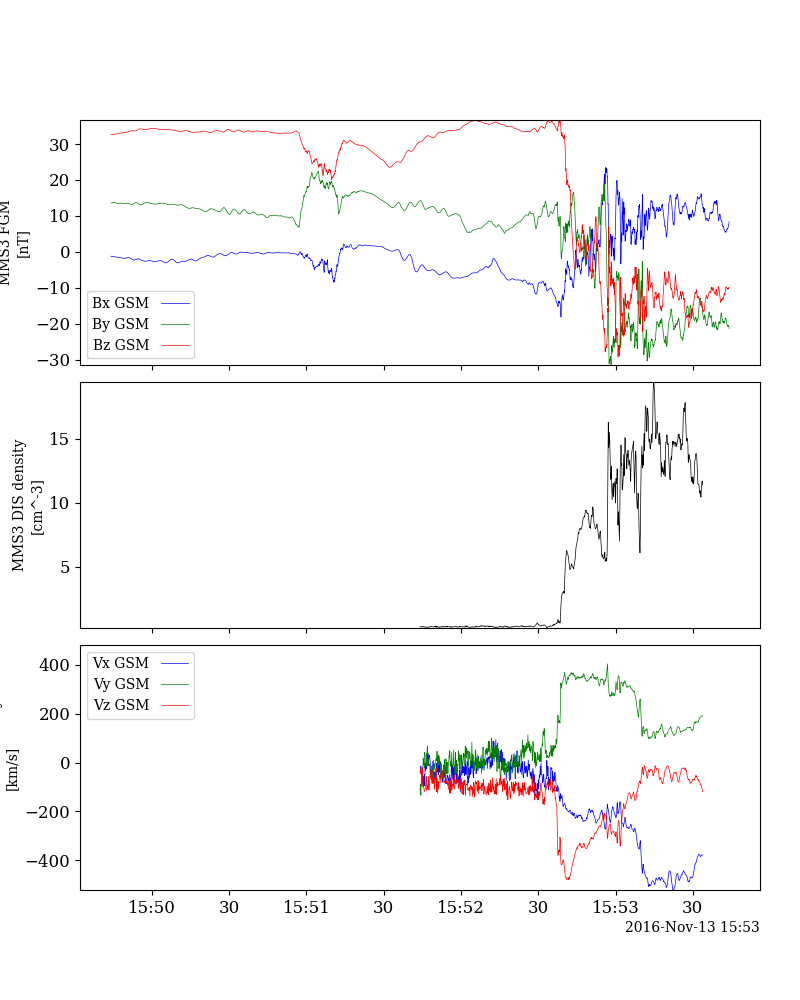 MMS3 FGM
[nT]
30
20
10
0
−10
−20
−30
Bx GSM
By GSM
Bz GSM
MMS3 DIS density
[cm^-3]
15
10
5
[km/s]
400
200
0
−200
−400
Vx GSM
Vy GSM
Vz GSM
15:50 30 15:51 30 15:52 30 15:53 30
2016-Nov-13 15:53